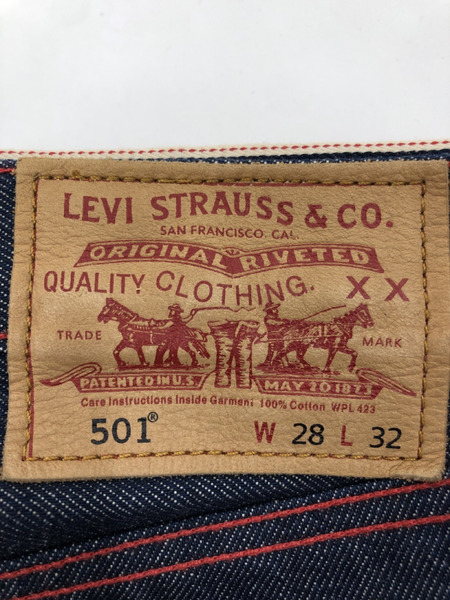 LEVI STRAUSS & CO.
SAN FRANCISCO, CAL.
ORIGINAL RIVETED
QUALITY CLOTHING. XX
TRADE MARK
PATENTED IN U.S. MAY 20 1873
Care Instructions Inside Garment 100% Cotton WPL 423
501® W 28 L 32